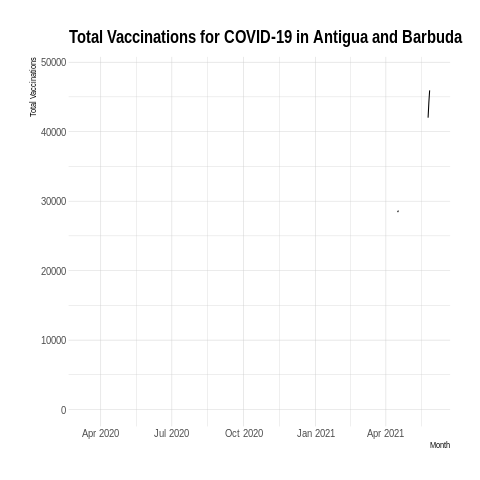 Total Vaccinations for COVID-19 in Antigua and Barbuda
Total Vaccinations
50000
40000
30000
20000
10000
0
Apr 2020
Jul 2020
Oct 2020
Jan 2021
Apr 2021
Month